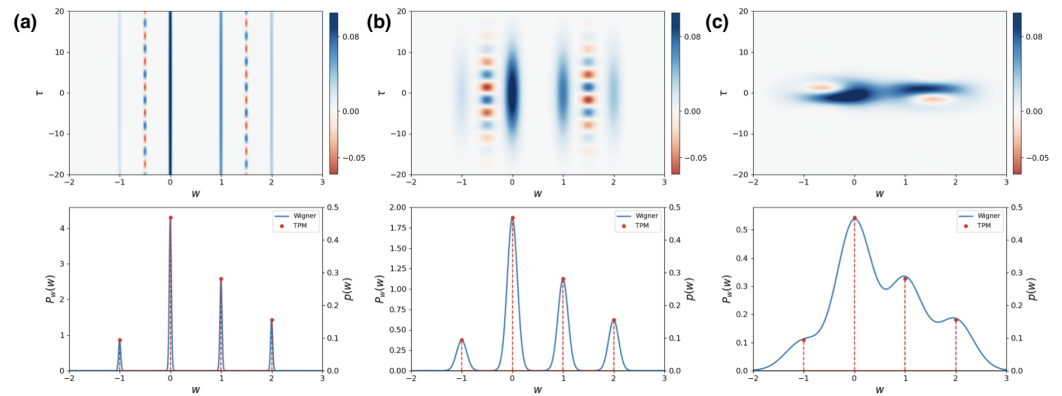 (a)
20
10
0
−10
−20
τ
−2 −1 0 1 2 3
w
0.08
0.00
−0.05
(b)
20
10
0
−10
−20
τ
−2 −1 0 1 2 3
w
0.08
0.00
−0.05
(c)
20
10
0
−10
−20
τ
−2 −1 0 1 2 3
w
0.08
0.00
−0.05
4
3
2
1
0
P_w(w)
Wigner
TPM
0.5
0.4
0.3
0.2
0.1
0.0
p(w)
−2 −1 0 1 2 3
w
2.00
1.75
1.50
1.25
1.00
0.75
0.50
0.25
0.00
P_w(w)
Wigner
TPM
0.5
0.4
0.3
0.2
0.1
0.0
p(w)
−2 −1 0 1 2 3
w
0.5
0.4
0.3
0.2
0.1
0.0
P_w(w)
Wigner
TPM
0.5
0.4
0.3
0.2
0.1
0.0
p(w)
−2 −1 0 1 2 3
w